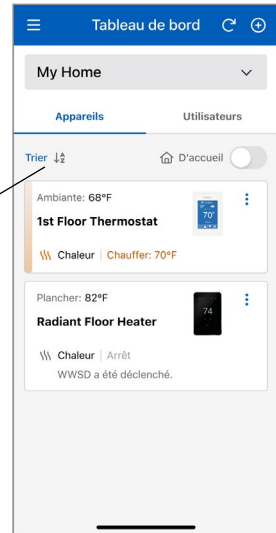 Tableau de bord
My Home
Appareils Utilisateurs
Trier D'accueil
Ambiante: 68°F
1st Floor Thermostat
70°
Chaleur | Chauffer: 70°F
Plancher: 82°F
Radiant Floor Heater
74
Chaleur | Arrêt
WWSD a été déclenché.